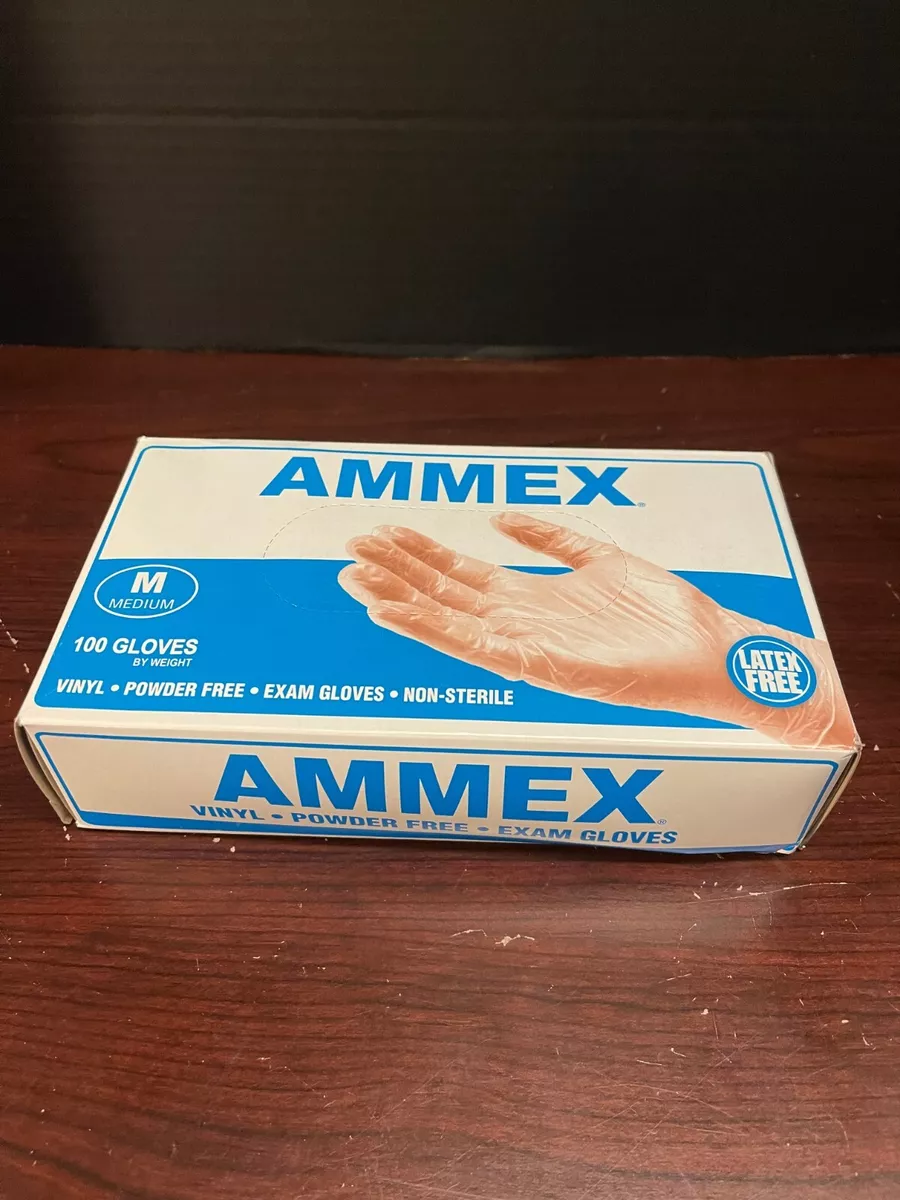 AMMEX®
M
MEDIUM
100 GLOVES
BY WEIGHT
VINYL • POWDER FREE • EXAM GLOVES • NON-STERILE
LATEX
FREE
AMMEX®
VINYL • POWDER FREE • EXAM GLOVES